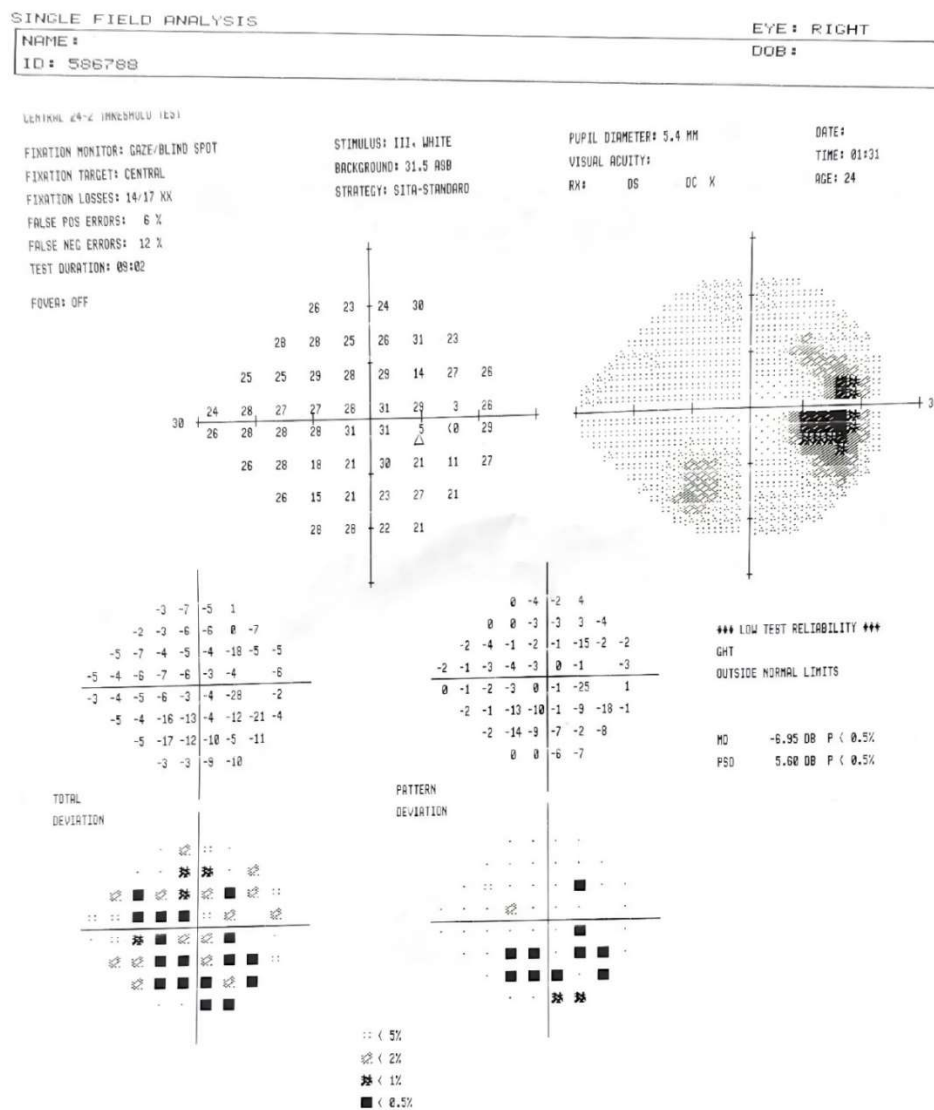 SINGLE FIELD ANALYSIS
EYE: RIGHT
NAME:
DOB:
ID: 586788
CENTRAL 24-2 THRESHOLD TEST
FIXATION MONITOR: GAZE/BLIND SPOT
FIXATION TARGET: CENTRAL
FIXATION LOSSES: 14/17 XX
FALSE POS ERRORS: 6 %
FALSE NEG ERRORS: 12 %
TEST DURATION: 09:02
FOVEA: OFF
STIMULUS: III, WHITE
BACKGROUND: 31.5 ASB
STRATEGY: SITA-STANDARD
PUPIL DIAMETER: 5.4 MM
VISUAL ACUITY:
RX: DS DC X
DATE:
TIME: 01:31
AGE: 24
26 23 24 30
28 28 25 26 31 23
25 25 29 28 29 14 27 26
24 28 27 27 28 31 29 3 26
30
26 28 28 28 31 31 5 <0 29
26 28 18 21 30 21 11 27
26 15 21 23 27 21
28 28 22 21
3
-3 -7 -5 1
-2 -3 -6 -6 0 -7
-5 -7 -4 -5 -4 -18 -5 -5
-5 -4 -6 -7 -6 -3 -4 -6
-3 -4 -5 -6 -3 -4 -28 -2
-5 -4 -16 -13 -4 -12 -21 -4
-5 -17 -12 -10 -5 -11
-3 -3 -9 -10
TOTAL
DEVIATION
0 -4 -2 4
0 0 -3 -3 3 -4
-2 -4 -1 -2 -1 -15 -2 -2
-2 -1 -3 -4 -3 0 -1 -3
0 -1 -2 -3 0 -1 -25 1
-2 -1 -13 -10 -1 -9 -18 -1
-2 -14 -9 -7 -2 -8
0 0 -6 -7
PATTERN
DEVIATION
*** LOW TEST RELIABILITY ***
GHT
OUTSIDE NORMAL LIMITS
MD -6.95 DB P < 0.5%
PSD 5.60 DB P < 0.5%
< 5%
< 2%
< 1%
< 0.5%